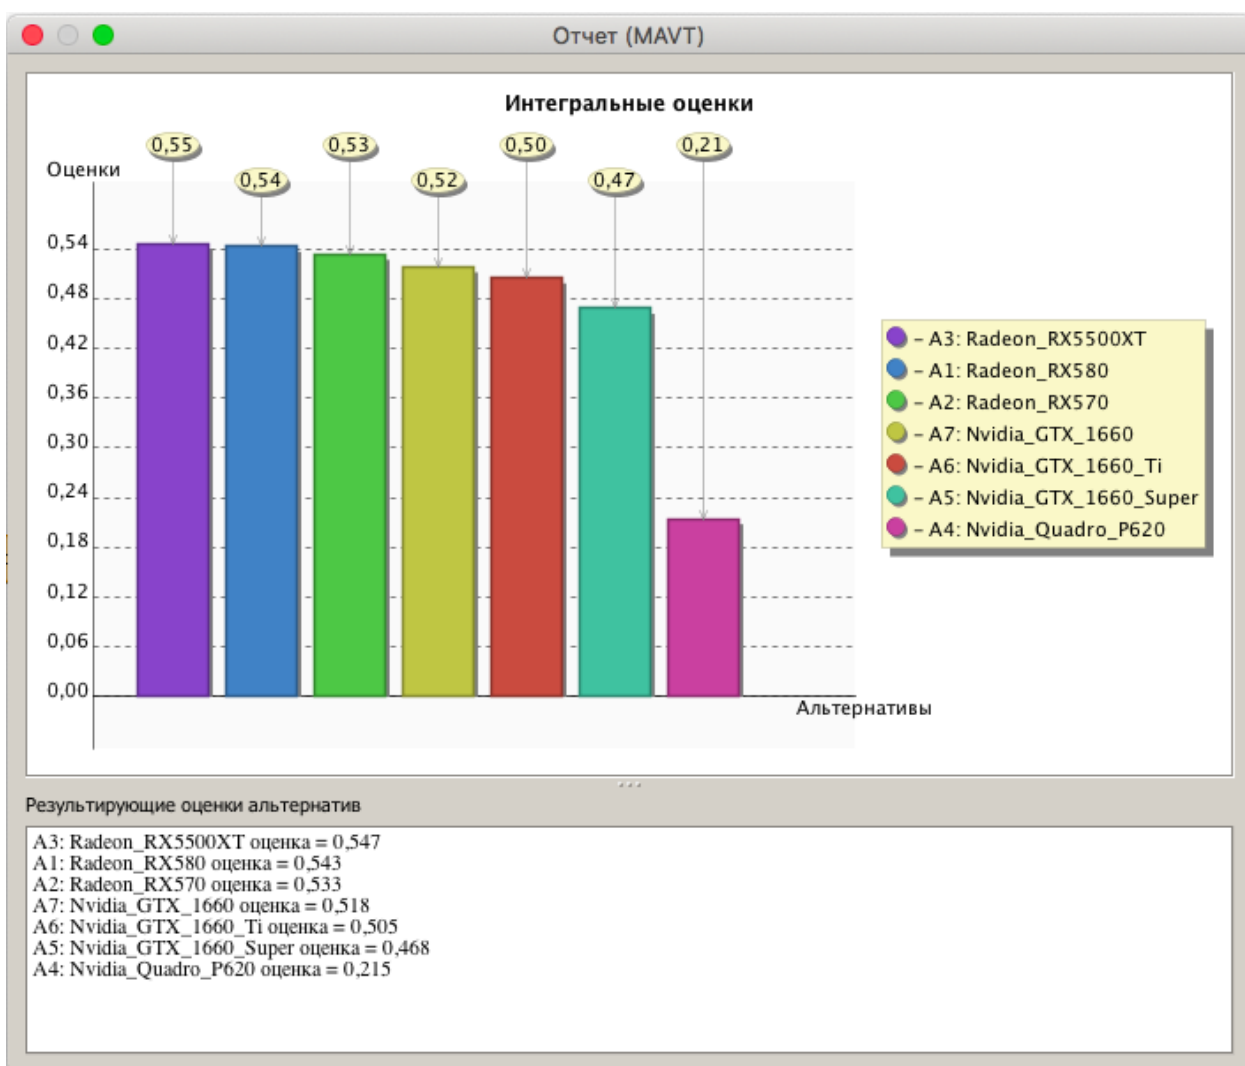 Отчет (MAVT)
Интегральные оценки
0,55
0,53
0,50
0,21
Оценки
0,54
0,52
0,47
0,54
0,48
0,42
0,36
0,30
0,24
0,18
0,12
0,06
0,00
Альтернативы
– A3: Radeon_RX5500XT
– A1: Radeon_RX580
– A2: Radeon_RX570
– A7: Nvidia_GTX_1660
– A6: Nvidia_GTX_1660_Ti
– A5: Nvidia_GTX_1660_Super
– A4: Nvidia_Quadro_P620
Результирующие оценки альтернатив
A3: Radeon_RX5500XT оценка = 0,547
A1: Radeon_RX580 оценка = 0,543
A2: Radeon_RX570 оценка = 0,533
A7: Nvidia_GTX_1660 оценка = 0,518
A6: Nvidia_GTX_1660_Ti оценка = 0,505
A5: Nvidia_GTX_1660_Super оценка = 0,468
A4: Nvidia_Quadro_P620 оценка = 0,215